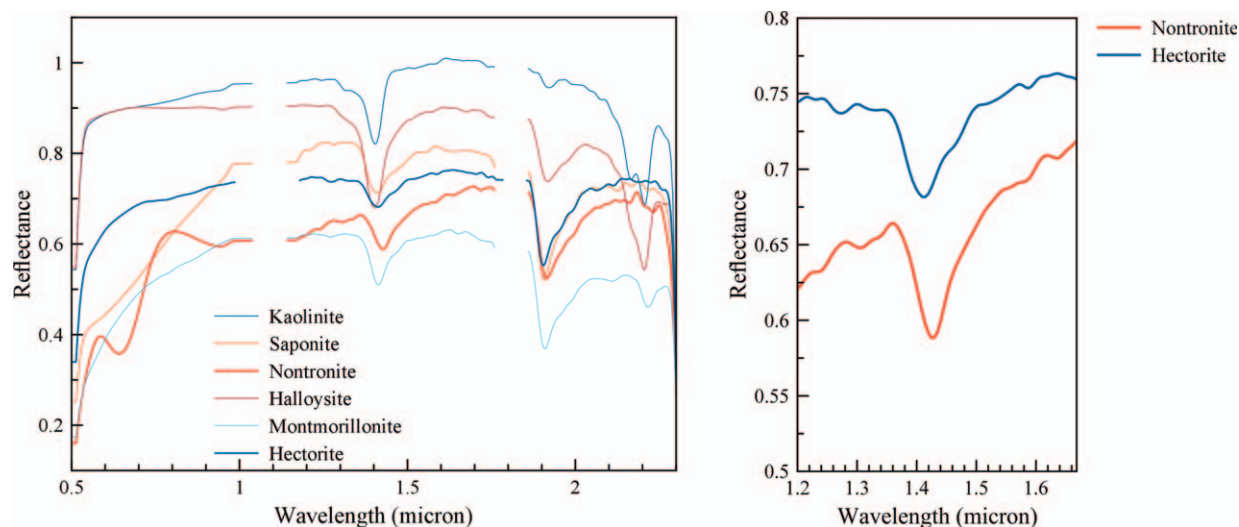 1
0.8
0.6
0.4
0.2
Reflectance
Kaolinite
Saponite
Nontronite
Halloysite
Montmorillonite
Hectorite
0.5
1
1.5
2
Wavelength (micron)
0.8
0.75
0.7
0.65
0.6
0.55
0.5
Reflectance
1.2
1.3
1.4
1.5
1.6
Wavelength (micron)
Nontronite
Hectorite